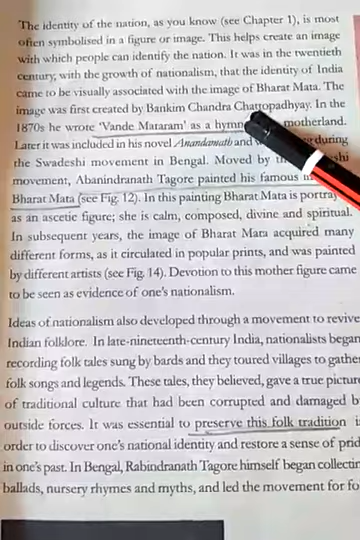 The identity of the nation, as you know (see Chapter 1), is most
often symbolised in a figure or image. This helps create an image
with which people can identify the nation. It was in the twentieth
century, with the growth of nationalism, that the identity of India
came to be visually associated with the image of Bharat Mata. The
image was first created by Bankim Chandra Chattopadhyay. In the
1870s he wrote 'Vande Mataram' as a hymn motherland.
Later it was included in his novel Anandamath and during
the Swadeshi movement in Bengal. Moved by
movement, Abanindranath Tagore painted his famous
Bharat Mata (see Fig. 12). In this painting Bharat Mata is
as an ascetic figure; she is calm, composed, divine and spiritual.
In subsequent years, the image of Bharat Mata acquired many
different forms, as it circulated in popular prints, and was painted
by different artists (see Fig. 14). Devotion to this mother figure came
to be seen as evidence of one's nationalism.
Ideas of nationalism also developed through a movement to revive
Indian folklore. In late-nineteenth-century India, nationalists began
recording folk tales sung by bards and they toured villages to gathe
folk songs and legends. These tales, they believed, gave a true pictur
of traditional culture that had been corrupted and damaged b
outside forces. It was essential to preserve this folk tradition i
order to discover one's national identity and restore a sense of prid
in one's past. In Bengal, Rabindranath Tagore himself began collectin
ballads, nursery rhymes and myths, and led the movement for fo